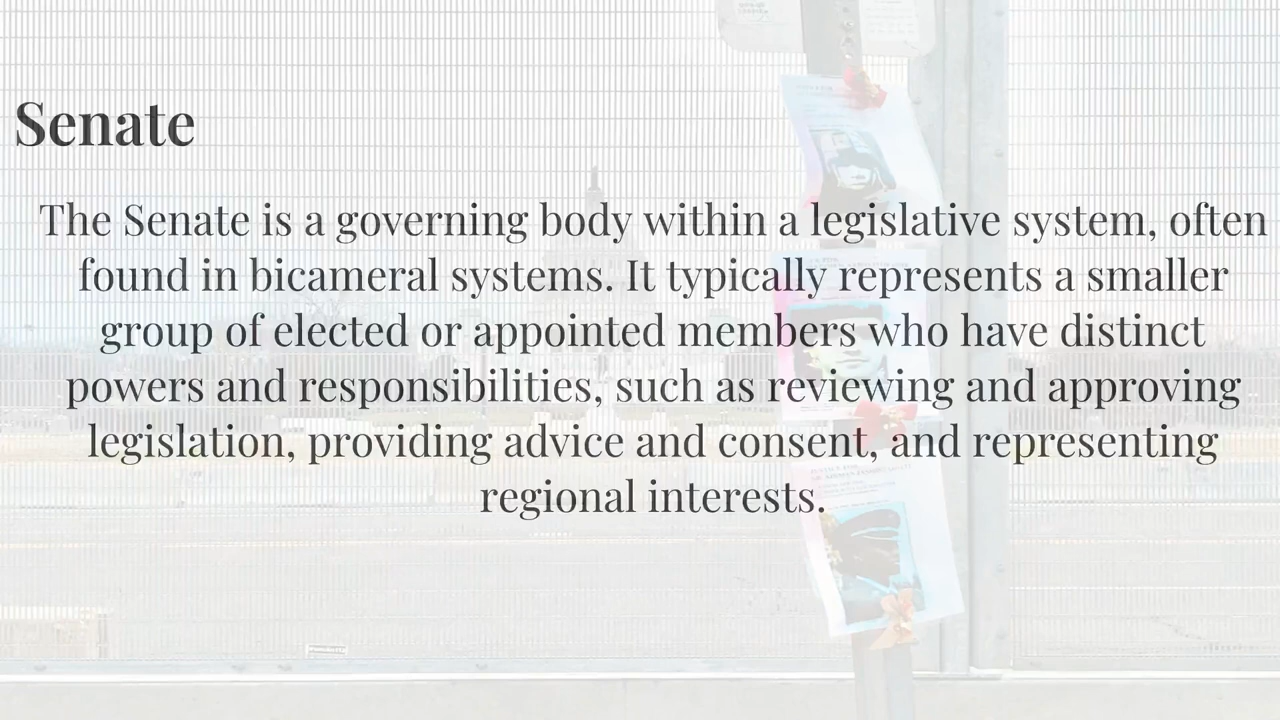 Senate
The Senate is a governing body within a legislative system, often
found in bicameral systems. It typically represents a smaller
group of elected or appointed members who have distinct
powers and responsibilities, such as reviewing and approving
legislation, providing advice and consent, and representing
regional interests.